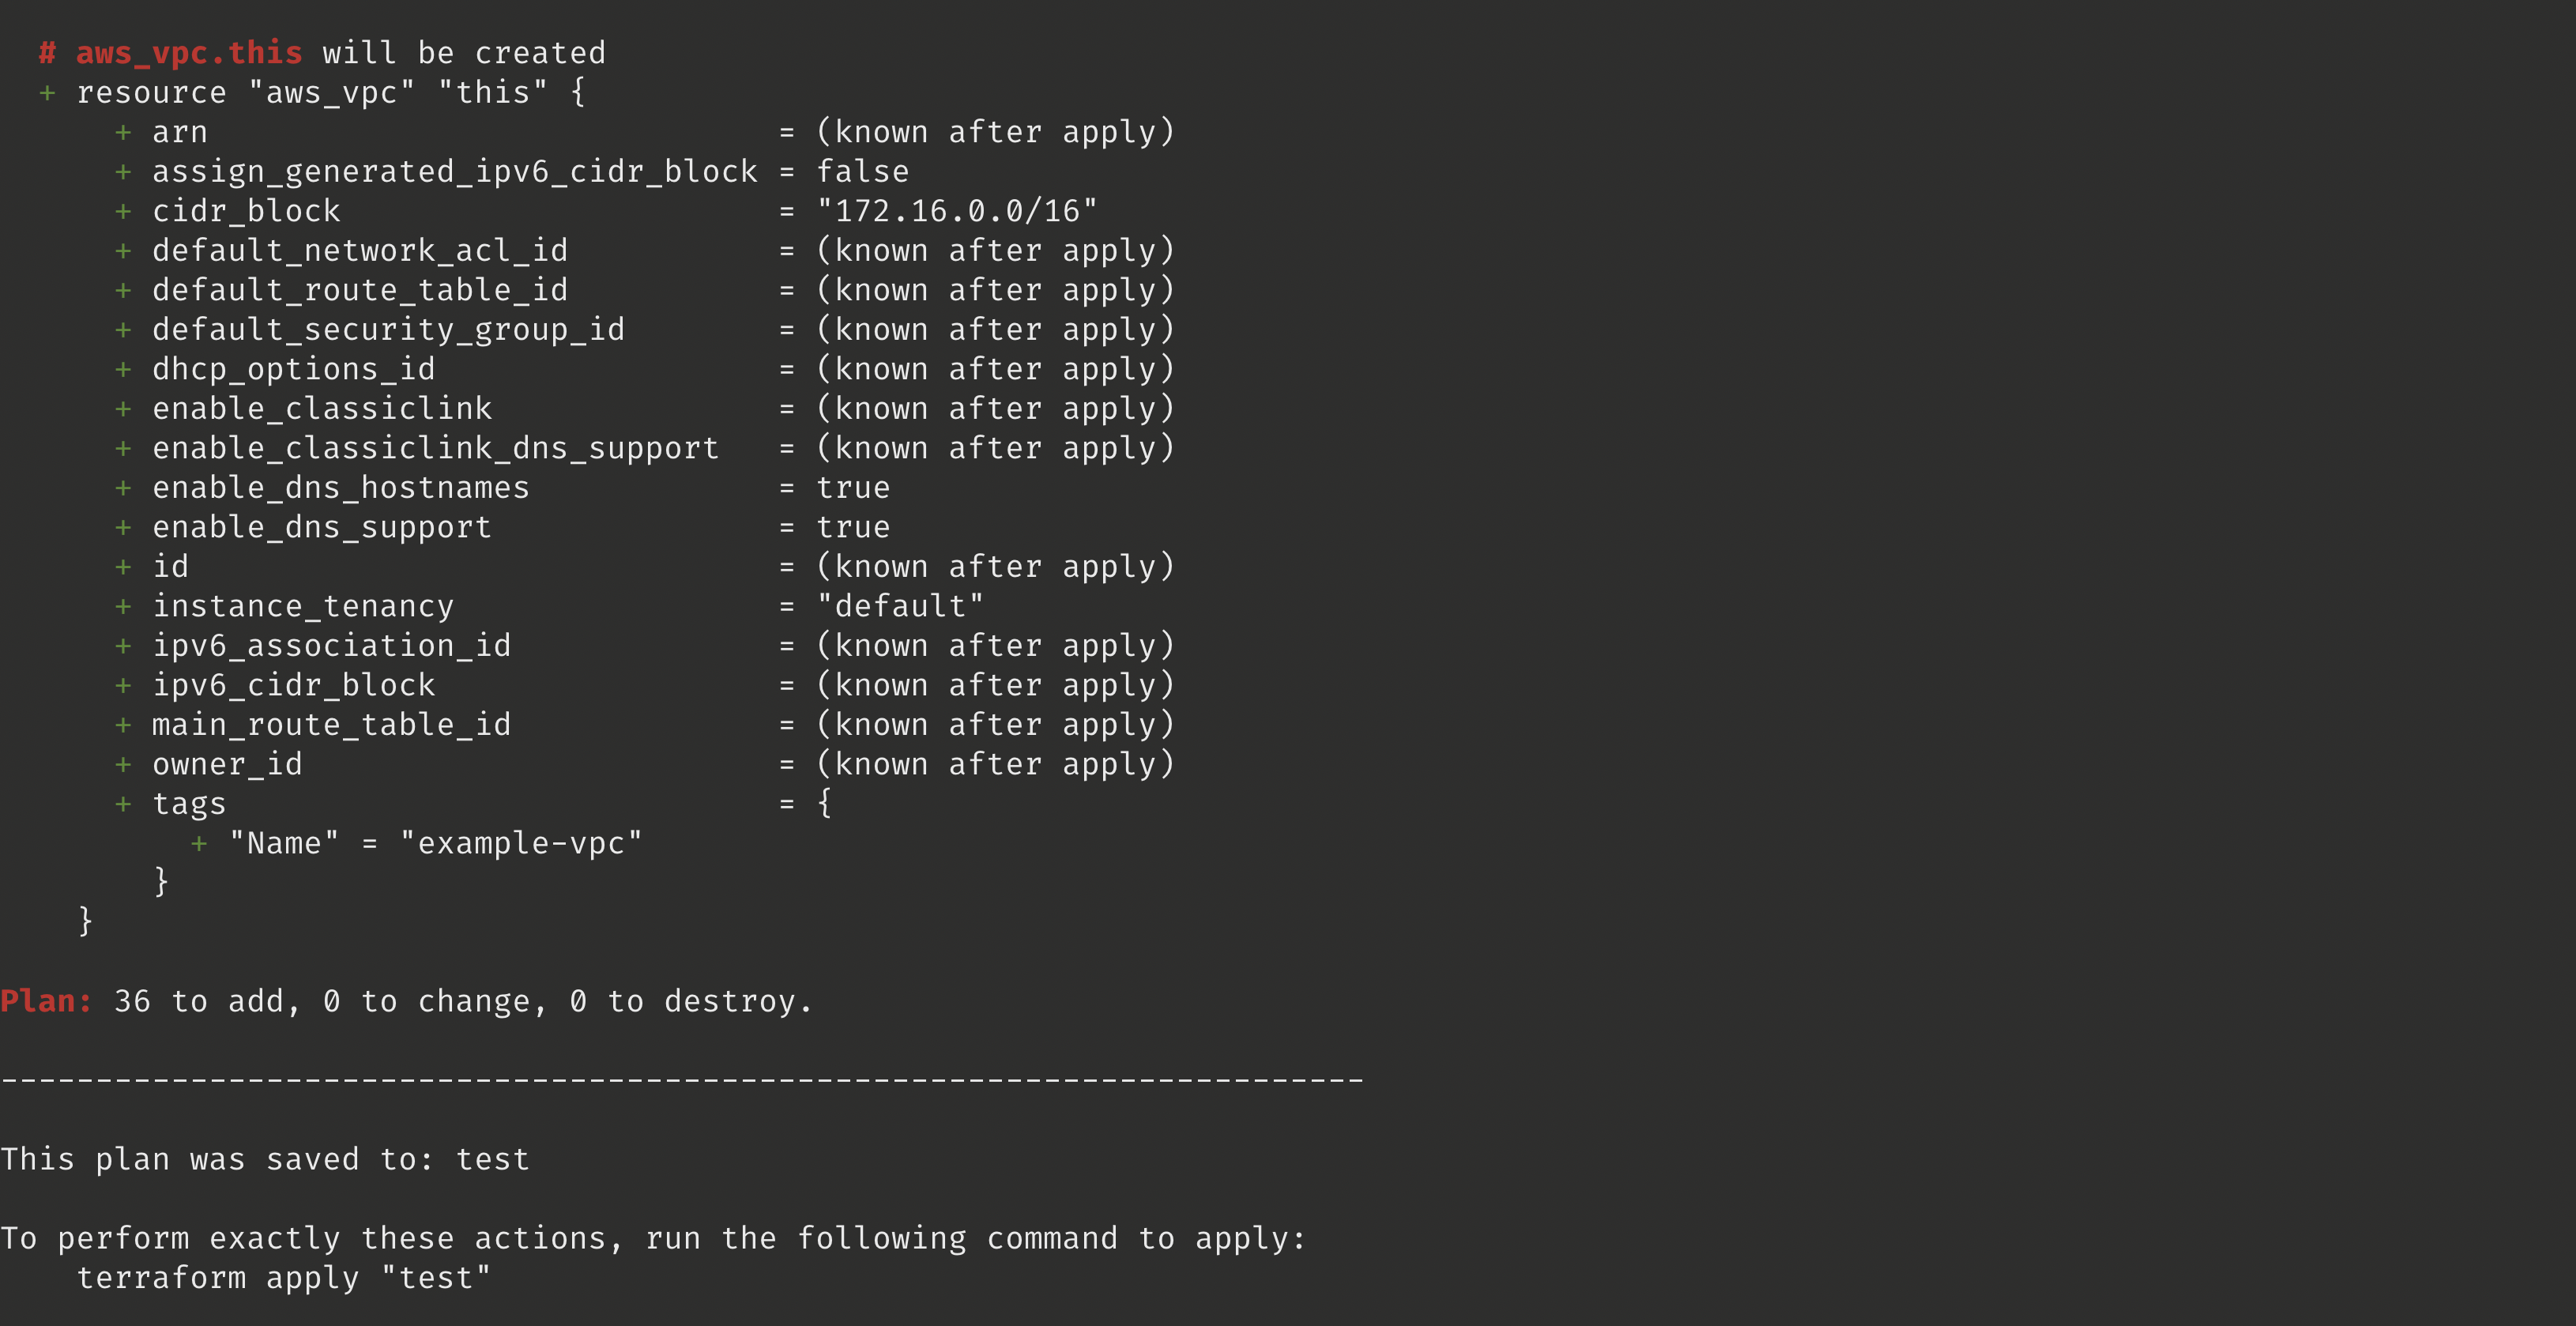 # aws_vpc.this will be created
+ resource "aws_vpc" "this" {
+ arn = (known after apply)
+ assign_generated_ipv6_cidr_block = false
+ cidr_block = "172.16.0.0/16"
+ default_network_acl_id = (known after apply)
+ default_route_table_id = (known after apply)
+ default_security_group_id = (known after apply)
+ dhcp_options_id = (known after apply)
+ enable_classiclink = (known after apply)
+ enable_classiclink_dns_support = (known after apply)
+ enable_dns_hostnames = true
+ enable_dns_support = true
+ id = (known after apply)
+ instance_tenancy = "default"
+ ipv6_association_id = (known after apply)
+ ipv6_cidr_block = (known after apply)
+ main_route_table_id = (known after apply)
+ owner_id = (known after apply)
+ tags = {
+ "Name" = "example-vpc"
}
}
Plan: 36 to add, 0 to change, 0 to destroy.
------------------------------------------------------------------------
This plan was saved to: test
To perform exactly these actions, run the following command to apply:
terraform apply "test"